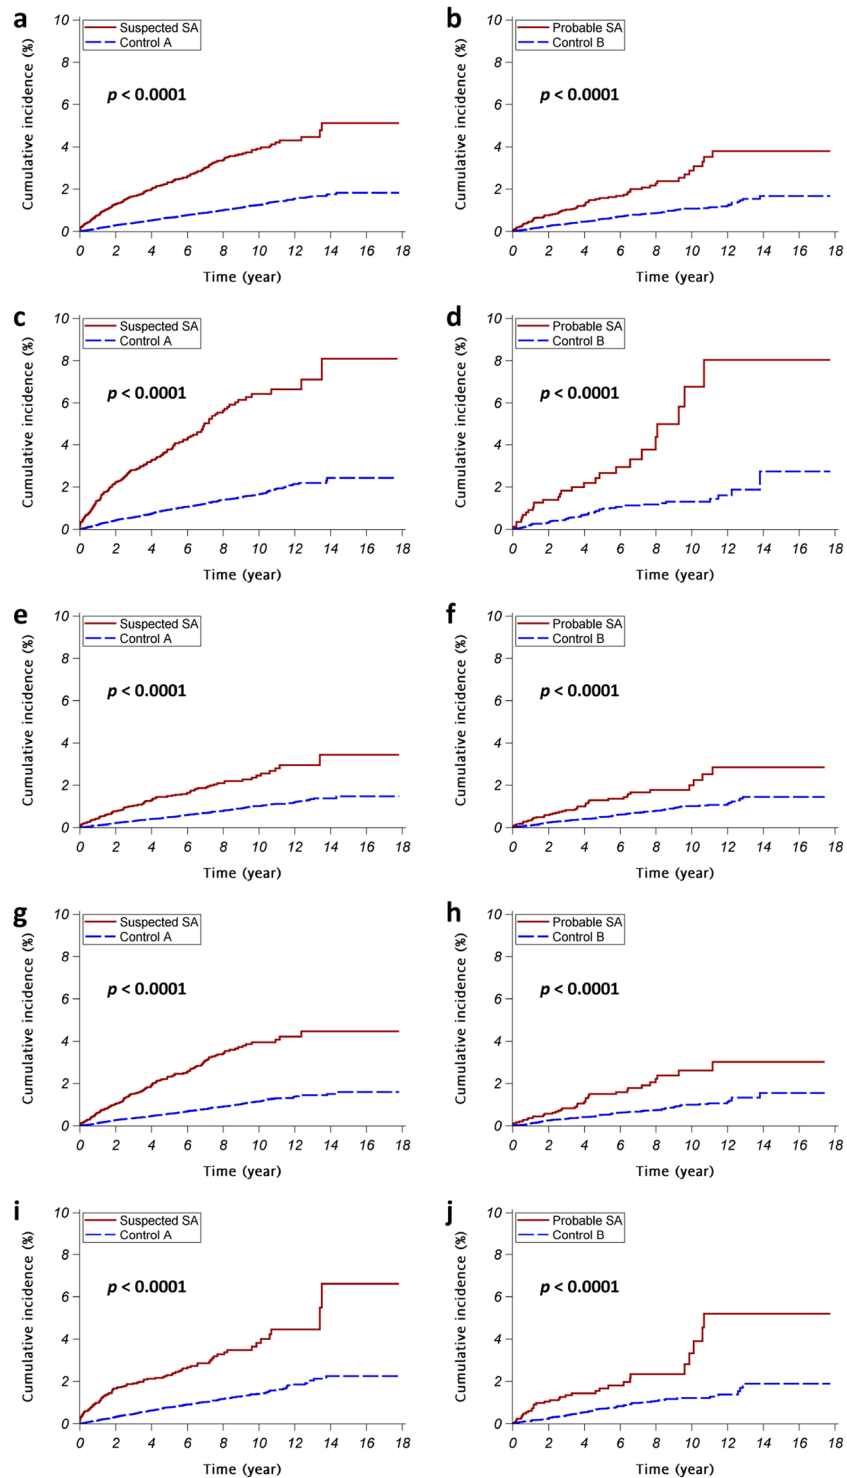 a
Suspected SA
Control A
p < 0.0001
Cumulative incidence (%)
10
8
6
4
2
0
0 2 4 6 8 10 12 14 16 18
Time (year)
b
Probable SA
Control B
p < 0.0001
Cumulative incidence (%)
10
8
6
4
2
0
0 2 4 6 8 10 12 14 16 18
Time (year)
c
Suspected SA
Control A
p < 0.0001
Cumulative incidence (%)
10
8
6
4
2
0
0 2 4 6 8 10 12 14 16 18
Time (year)
d
Probable SA
Control B
p < 0.0001
Cumulative incidence (%)
10
8
6
4
2
0
0 2 4 6 8 10 12 14 16 18
Time (year)
e
Suspected SA
Control A
p < 0.0001
Cumulative incidence (%)
10
8
6
4
2
0
0 2 4 6 8 10 12 14 16 18
Time (year)
f
Probable SA
Control B
p < 0.0001
Cumulative incidence (%)
10
8
6
4
2
0
0 2 4 6 8 10 12 14 16 18
Time (year)
g
Suspected SA
Control A
p < 0.0001
Cumulative incidence (%)
10
8
6
4
2
0
0 2 4 6 8 10 12 14 16 18
Time (year)
h
Probable SA
Control B
p < 0.0001
Cumulative incidence (%)
10
8
6
4
2
0
0 2 4 6 8 10 12 14 16 18
Time (year)
i
Suspected SA
Control A
p < 0.0001
Cumulative incidence (%)
10
8
6
4
2
0
0 2 4 6 8 10 12 14 16 18
Time (year)
j
Probable SA
Control B
p < 0.0001
Cumulative incidence (%)
10
8
6
4
2
0
0 2 4 6 8 10 12 14 16 18
Time (year)